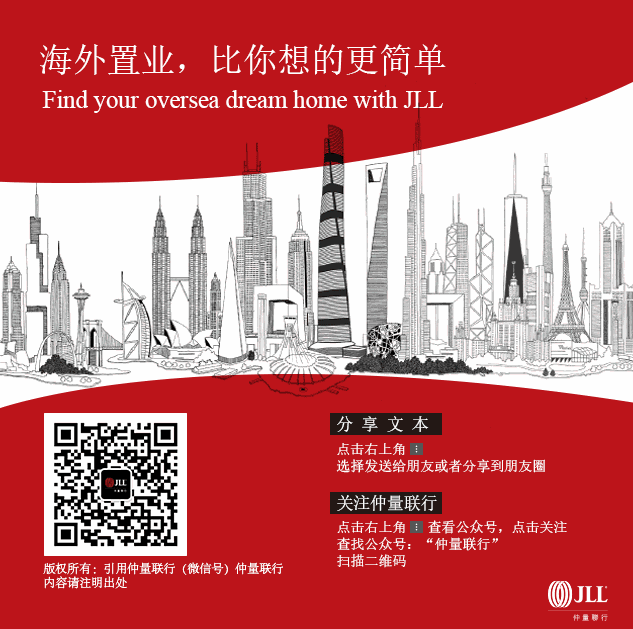 海外置业，比你想的更简单
Find your oversea dream home with JLL
JLL
仲量联行
版权所有：引用仲量联行（微信号）仲量联行
内容请注明出处
分享文本
点击右上角
选择发送给朋友或者分享到朋友圈
关注仲量联行
点击右上角 查看公众号，点击关注
查找公众号：“仲量联行”
扫描二维码
JLL
仲量聯行